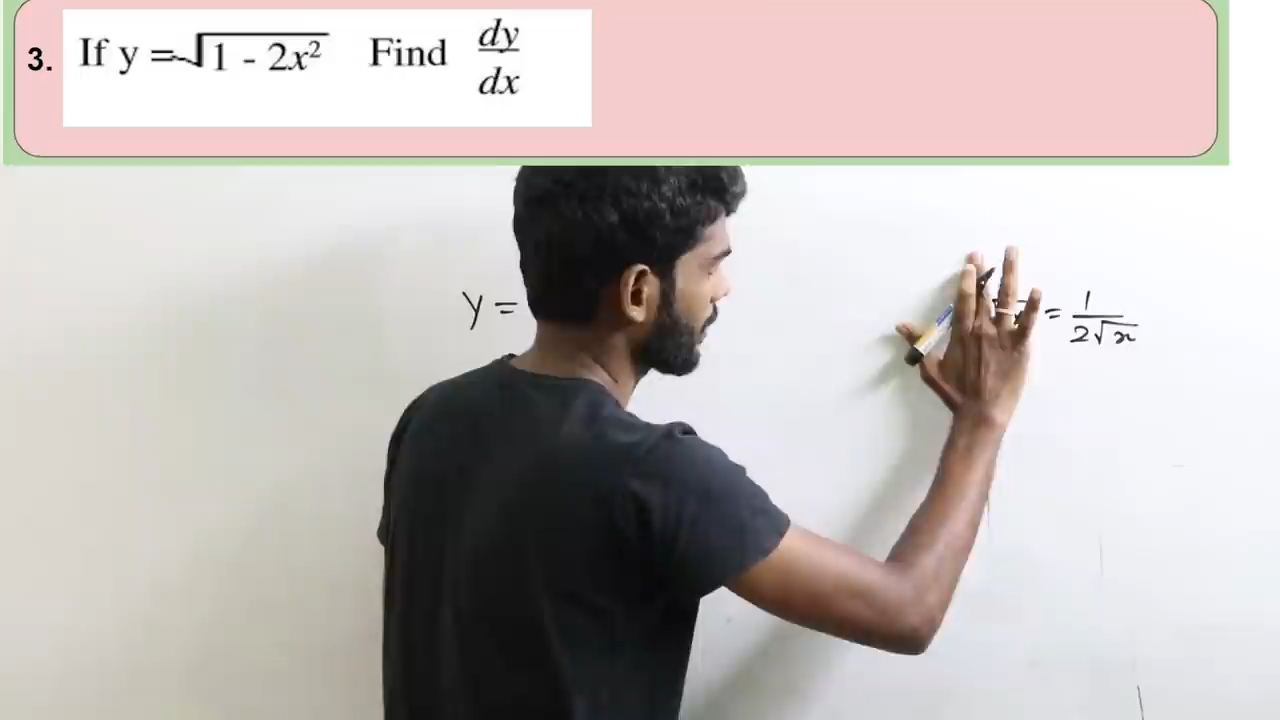 3. If y = √1 - 2x² Find dy/dx
y = = 1/2√x